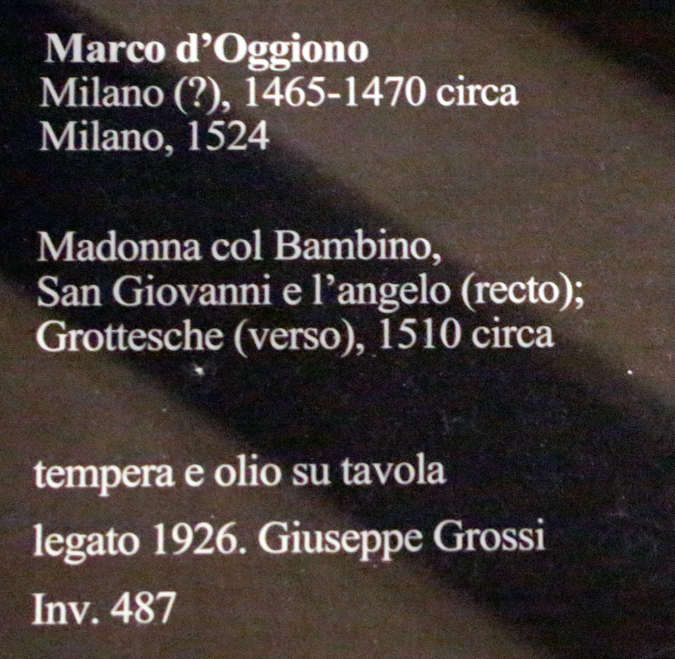 Marco d'Oggiono
Milano (?), 1465-1470 circa
Milano, 1524
Madonna col Bambino,
San Giovanni e l'angelo (recto);
Grottesche (verso), 1510 circa
tempera e olio su tavola
legato 1926. Giuseppe Grossi
Inv. 487